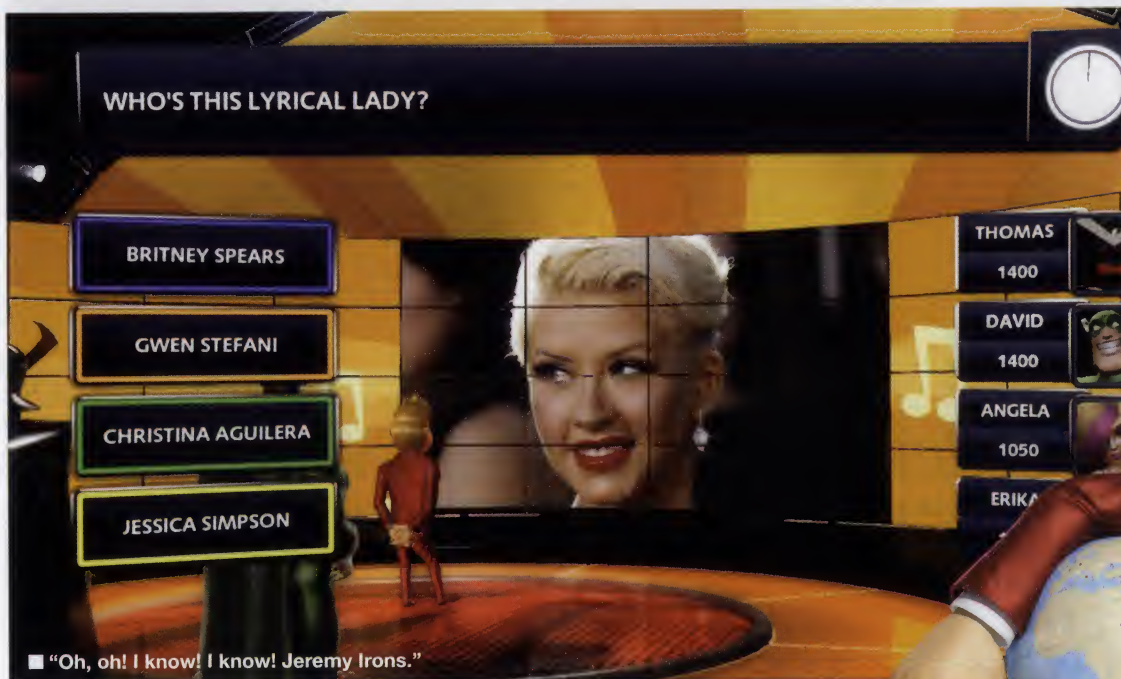 WHO'S THIS LYRICAL LADY?
BRITNEY SPEARS
GWEN STEFANI
CHRISTINA AGUILERA
JESSICA SIMPSON
THOMAS
1400
DAVID
1400
ANGELA
1050
ERIKA
"Oh, oh! I know! I know! Jeremy Irons."